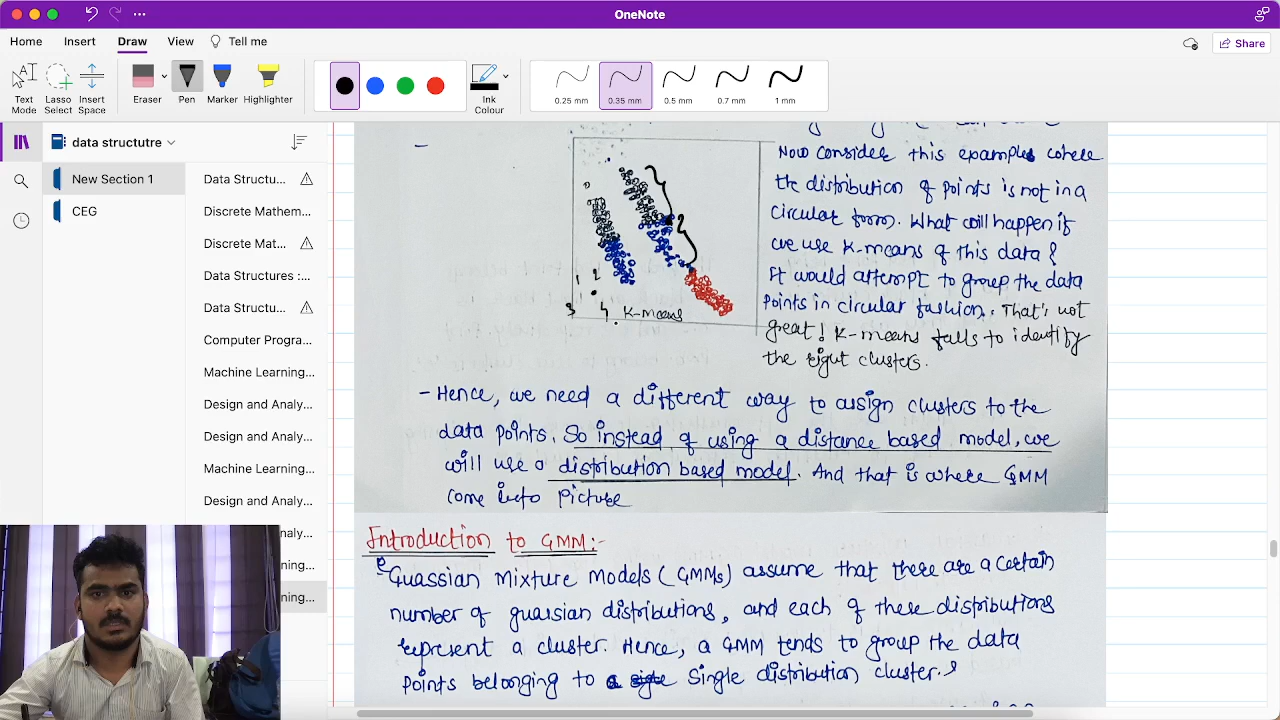 OneNote
Home Insert Draw View Tell me
Share
Text Mode
Lasso Select
Insert Space
Eraser
Pen
Marker
Highlighter
Ink Colour
0.25 mm
0.35 mm
0.5 mm
0.7 mm
1 mm
data structutre
New Section 1
CEG
Data Structu...
Discrete Mathem...
Discrete Mat...
Data Structures :...
Data Structu...
Computer Progra...
Machine Learning...
Design and Analy...
Design and Analy...
Machine Learning...
Design and Analy...
Now consider this example where
the distribution of points is not in a
circular form. What will happen if
we use K-means of this data?
It would attempt to group the data
points in circular fashion. That's not
great! K-means fails to identify
the right clusters.
1 2
3 4 K-means
2
- Hence, we need a different way to assign clusters to the
data points. So instead of using a distance based model, we
will use a distribution based model. And that is where GMM
come into picture
Introduction to GMM:-
Guassian Mixture Models (GMMs) assume that there are a certain
number of guassian distributions, and each of these distributions
represent a cluster. Hence, a GMM tends to group the data
points belonging to a single distribution cluster.